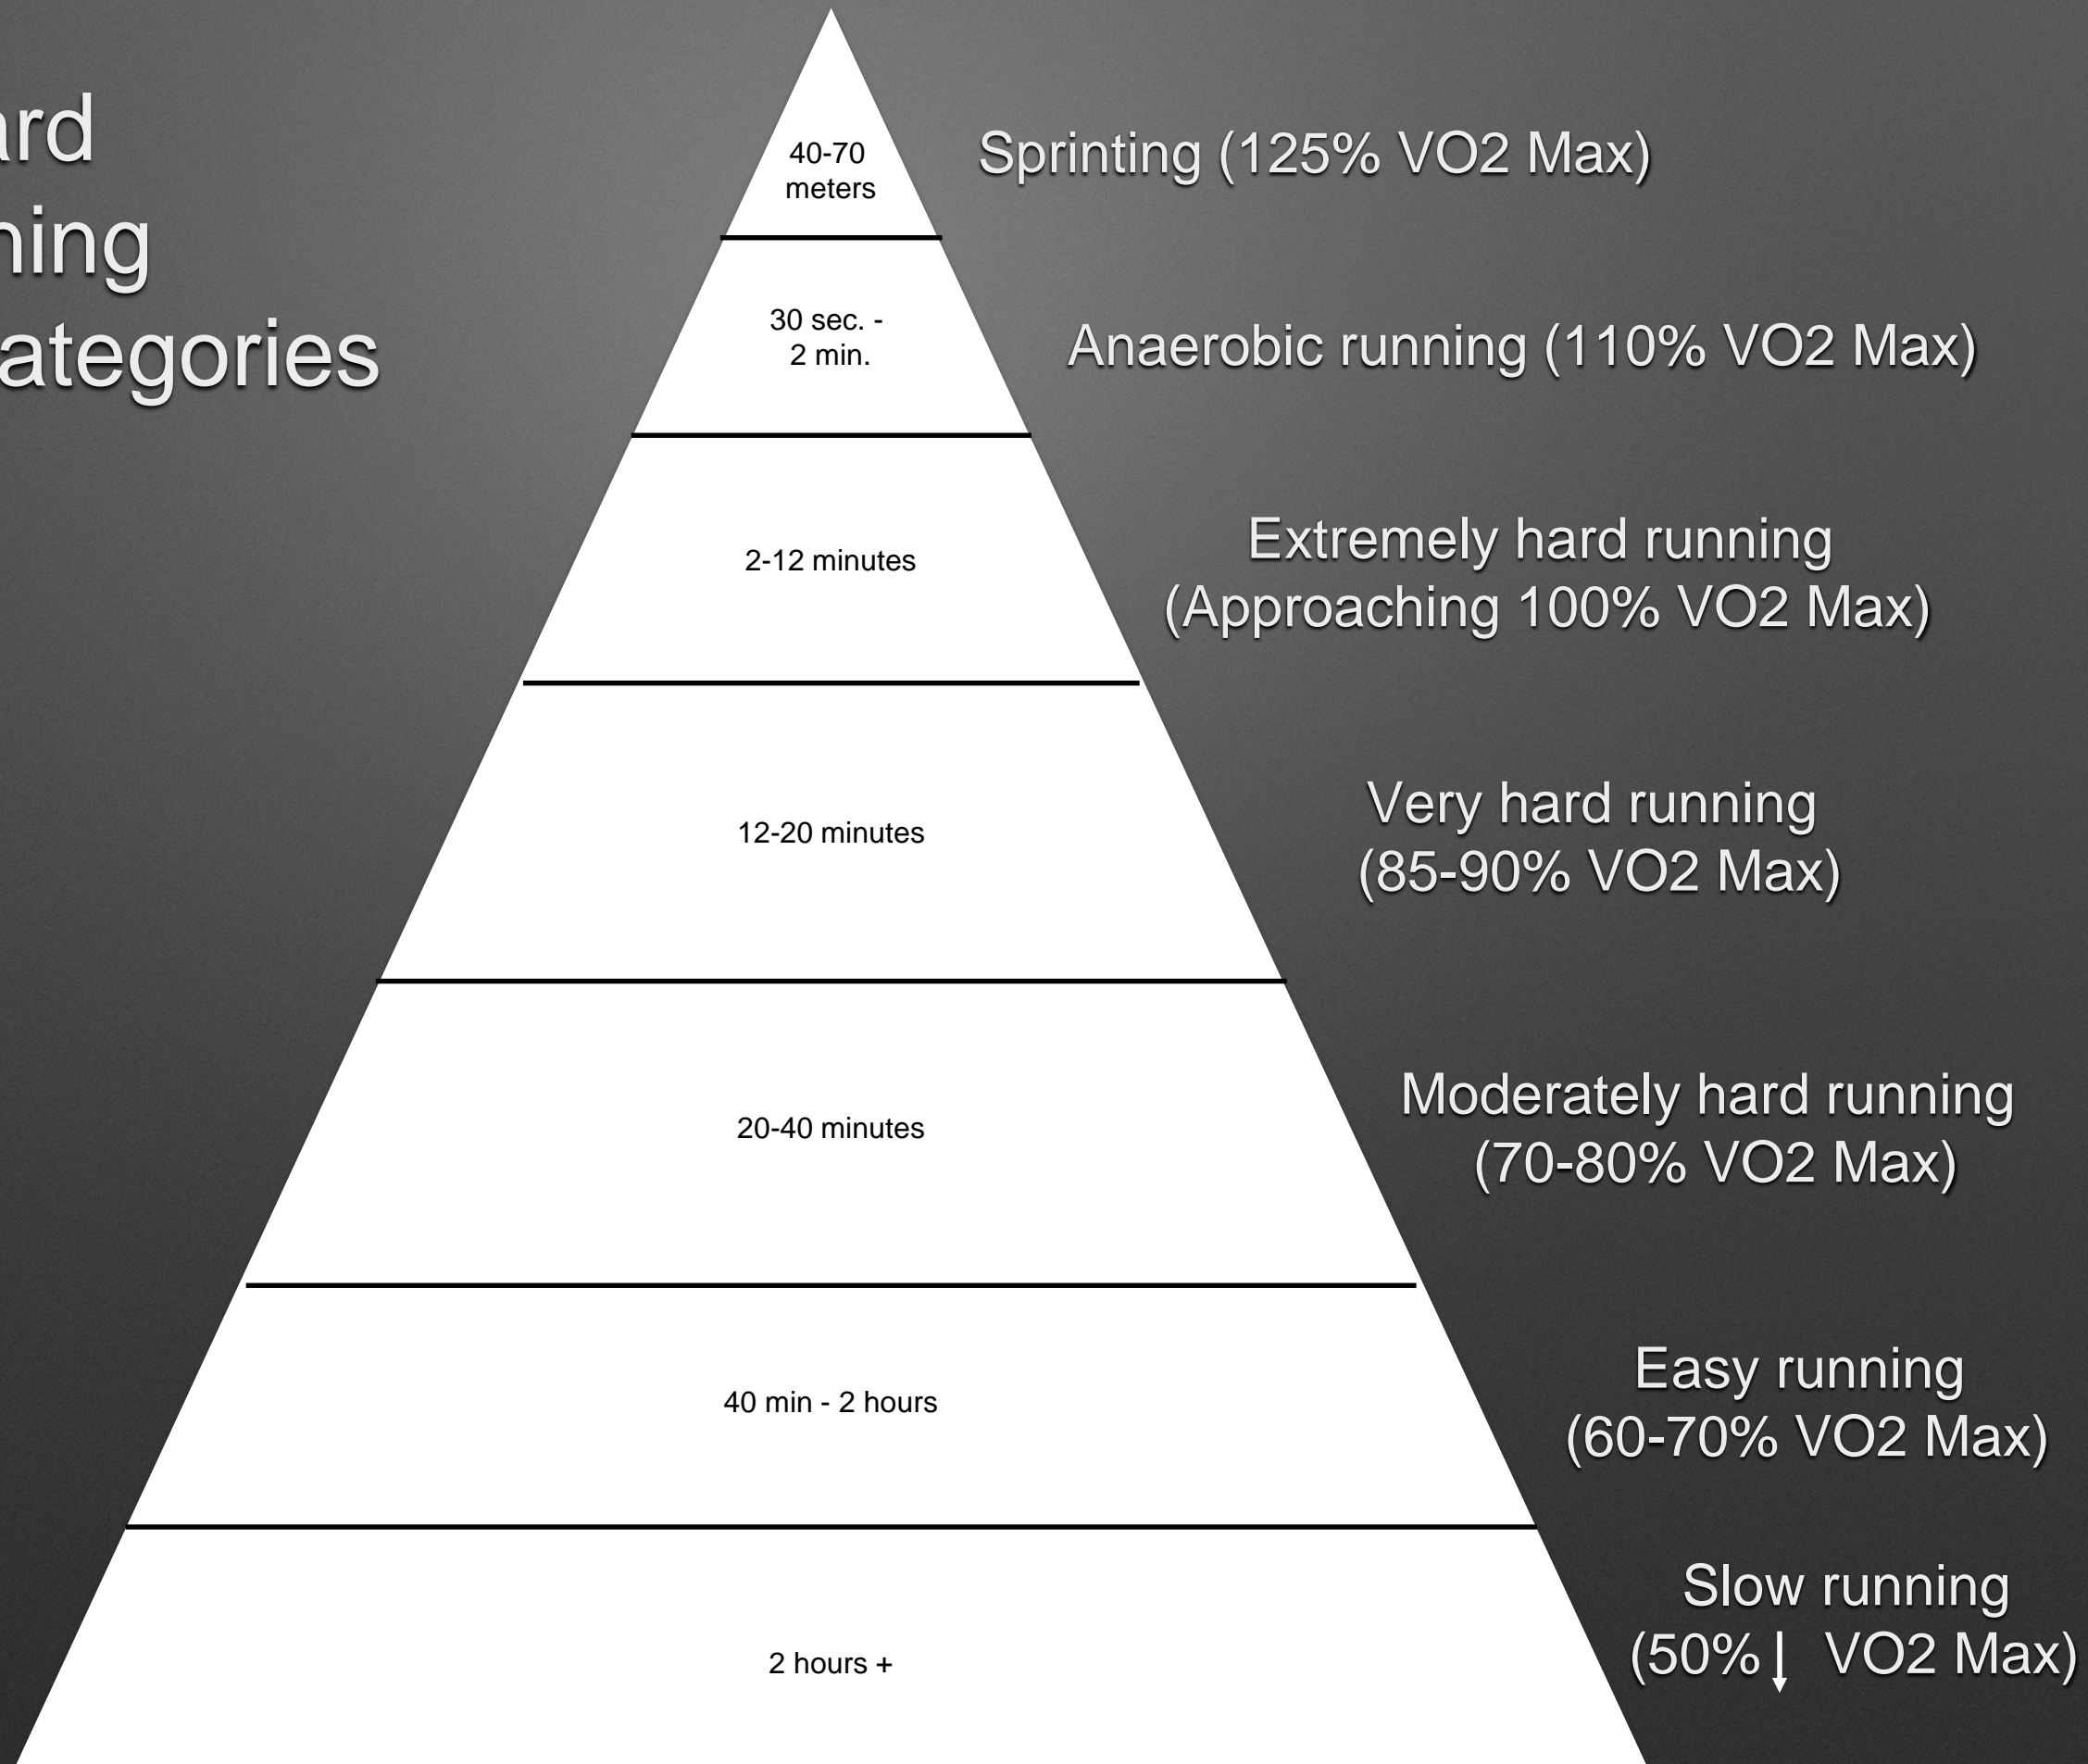 ard
ning
ategories
40-70
meters
Sprinting (125% VO2 Max)
30 sec. -
2 min.
Anaerobic running (110% VO2 Max)
2-12 minutes
Extremely hard running
(Approaching 100% VO2 Max)
12-20 minutes
Very hard running
(85-90% VO2 Max)
20-40 minutes
Moderately hard running
(70-80% VO2 Max)
40 min - 2 hours
Easy running
(60-70% VO2 Max)
2 hours +
Slow running
(50%↓ VO2 Max)